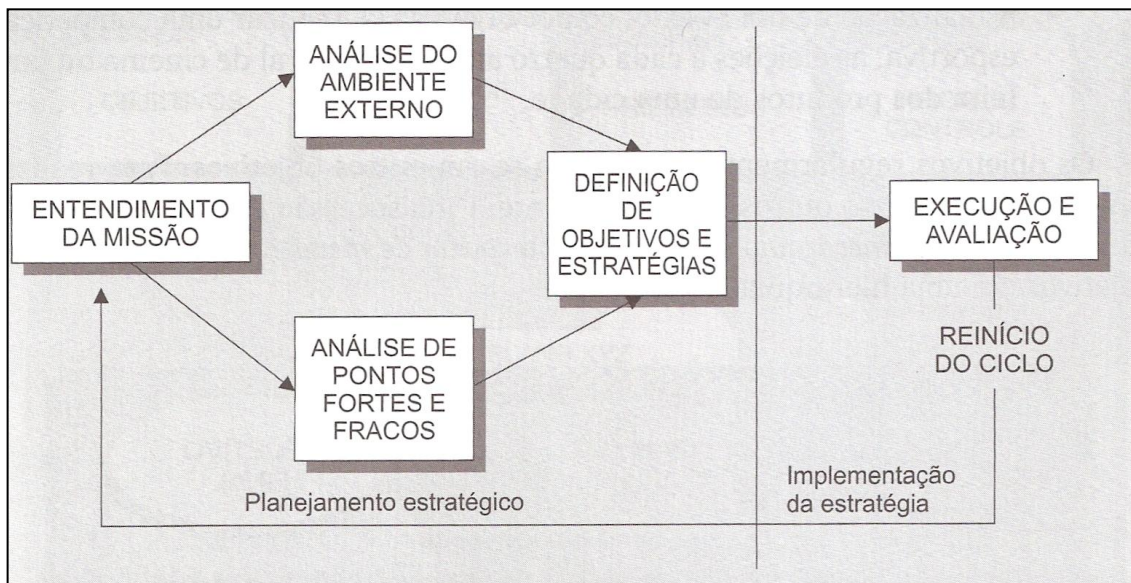 ANÁLISE DO
AMBIENTE
EXTERNO
ENTENDIMENTO
DA MISSÃO
DEFINIÇÃO
DE
OBJETIVOS E
ESTRATÉGIAS
EXECUÇÃO E
AVALIAÇÃO
ANÁLISE DE
PONTOS
FORTES E
FRACOS
REINÍCIO
DO CICLO
Planejamento estratégico
Implementação
da estratégia